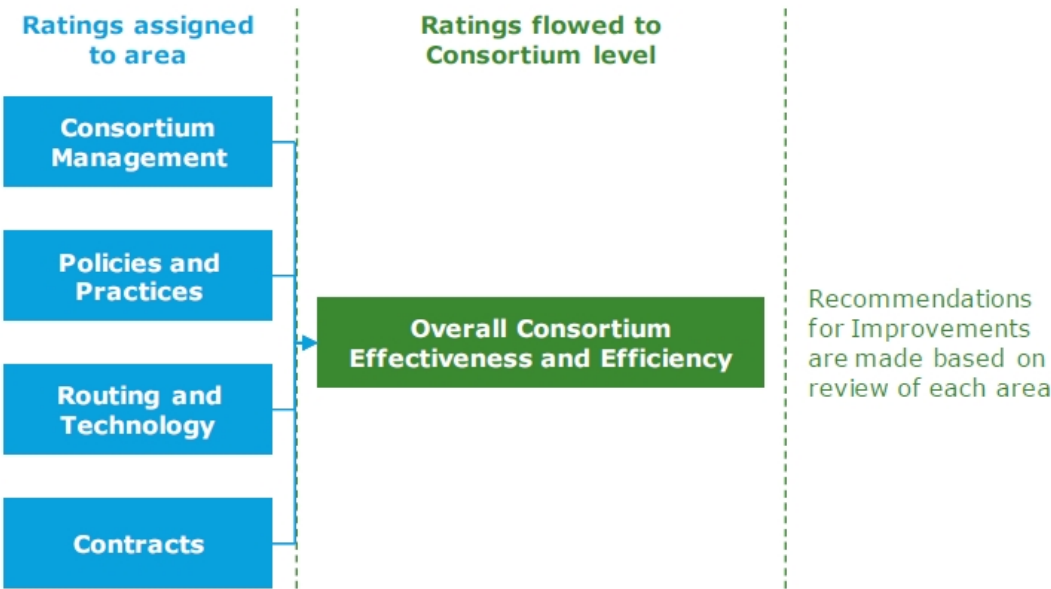 Ratings assigned
to area
Ratings flowed to
Consortium level
Consortium
Management
Policies and
Practices
Routing and
Technology
Contracts
Overall Consortium
Effectiveness and Efficiency
Recommendations
for Improvements
are made based on
review of each area